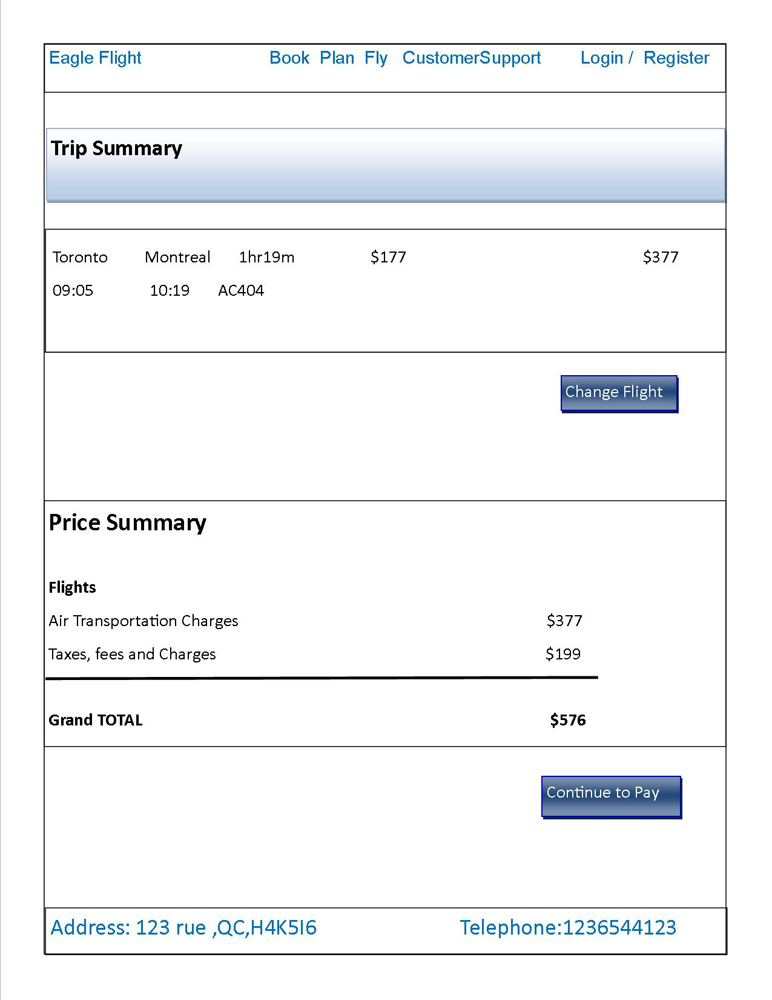 Eagle Flight Book Plan Fly CustomerSupport Login / Register
Trip Summary
Toronto Montreal 1hr19m $177 $377
09:05 10:19 AC404
Change Flight
Price Summary
Flights
Air Transportation Charges $377
Taxes, fees and Charges $199
Grand TOTAL $576
Continue to Pay
Address: 123 rue ,QC,H4K5I6 Telephone:1236544123